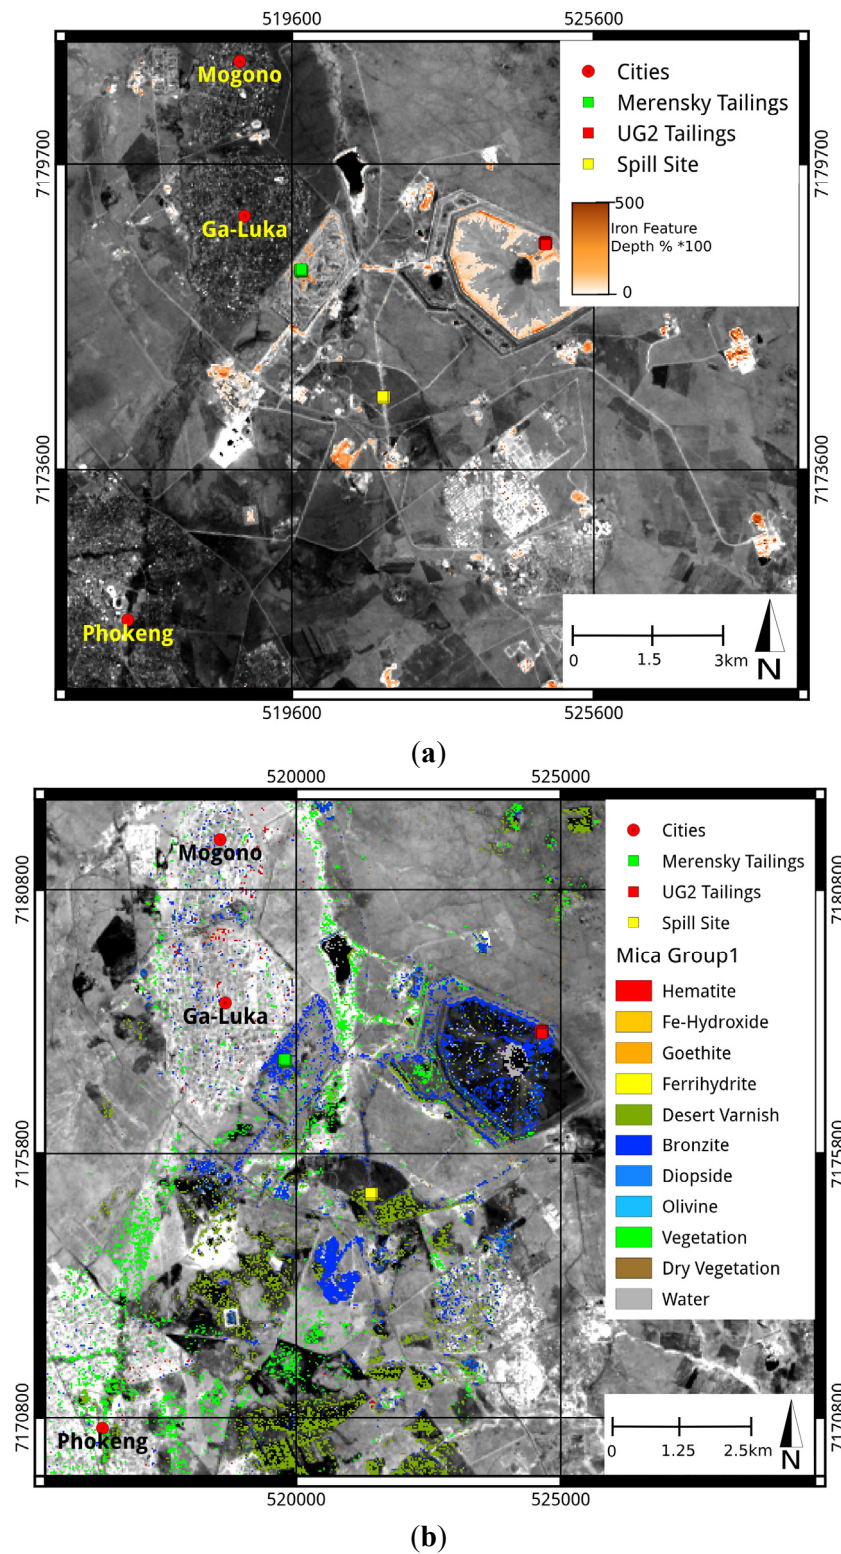 519600 525600
Mogono
Ga-Luka
Phokeng
7179700 7179700
7173600 7173600
Cities
Merensky Tailings
UG2 Tailings
Spill Site
500
Iron Feature
Depth % *100
0
0 1.5 3km
N
519600 525600
(a)
520000 525000
Mogono
Ga-Luka
Phokeng
7180800 7180800
7175800 7175800
7170800 7170800
Cities
Merensky Tailings
UG2 Tailings
Spill Site
Mica Group1
Hematite
Fe-Hydroxide
Goethite
Ferrihydrite
Desert Varnish
Bronzite
Diopside
Olivine
Vegetation
Dry Vegetation
Water
0 1.25 2.5km
N
520000 525000
(b)